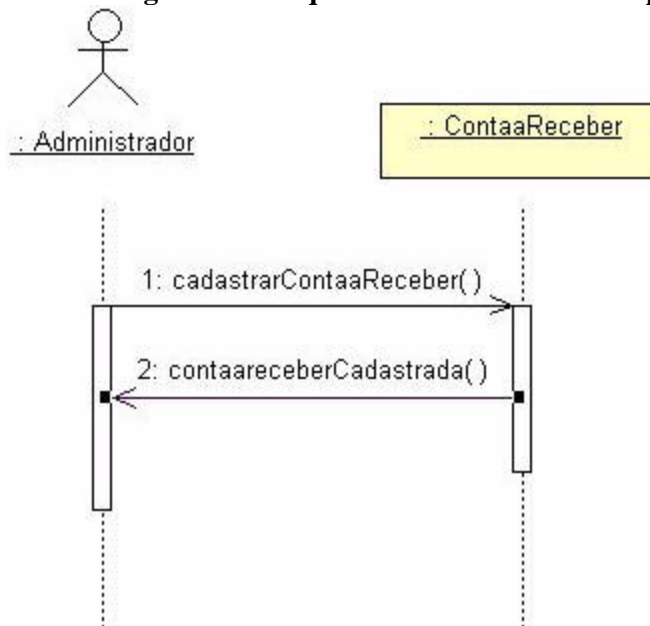 : Administrador
: ContaaReceber
1: cadastrarContaaReceber( )
2: contaareceberCadastrada( )